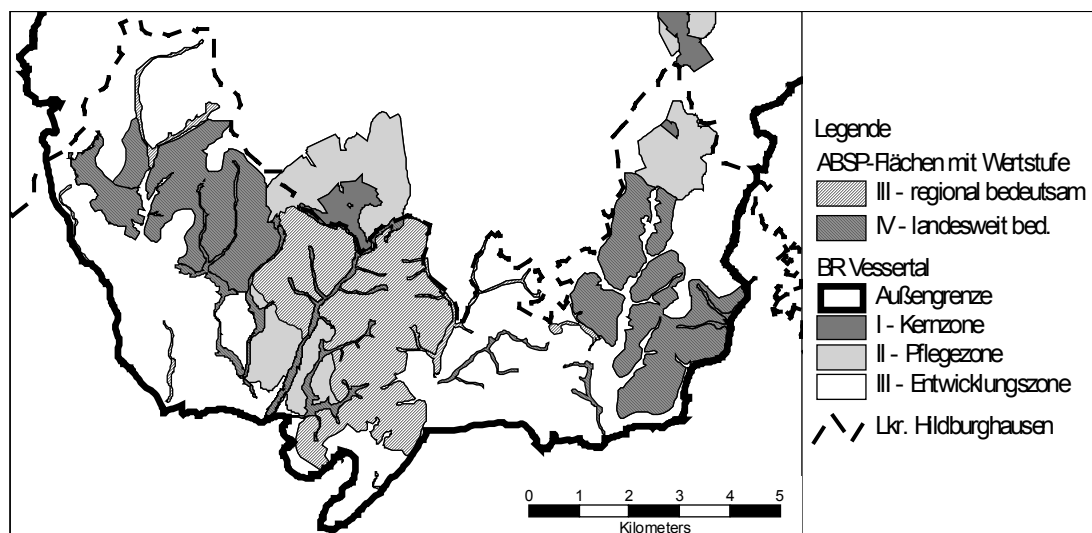 Legende
ABSP-Flächen mit Wertstufe
III - regional bedeutsam
IV - landesweit bed.
BR Vessertal
Außengrenze
I - Kernzone
II - Pflegezone
III - Entwicklungszone
Lkr. Hildburghausen
0 1 2 3 4 5
Kilometers